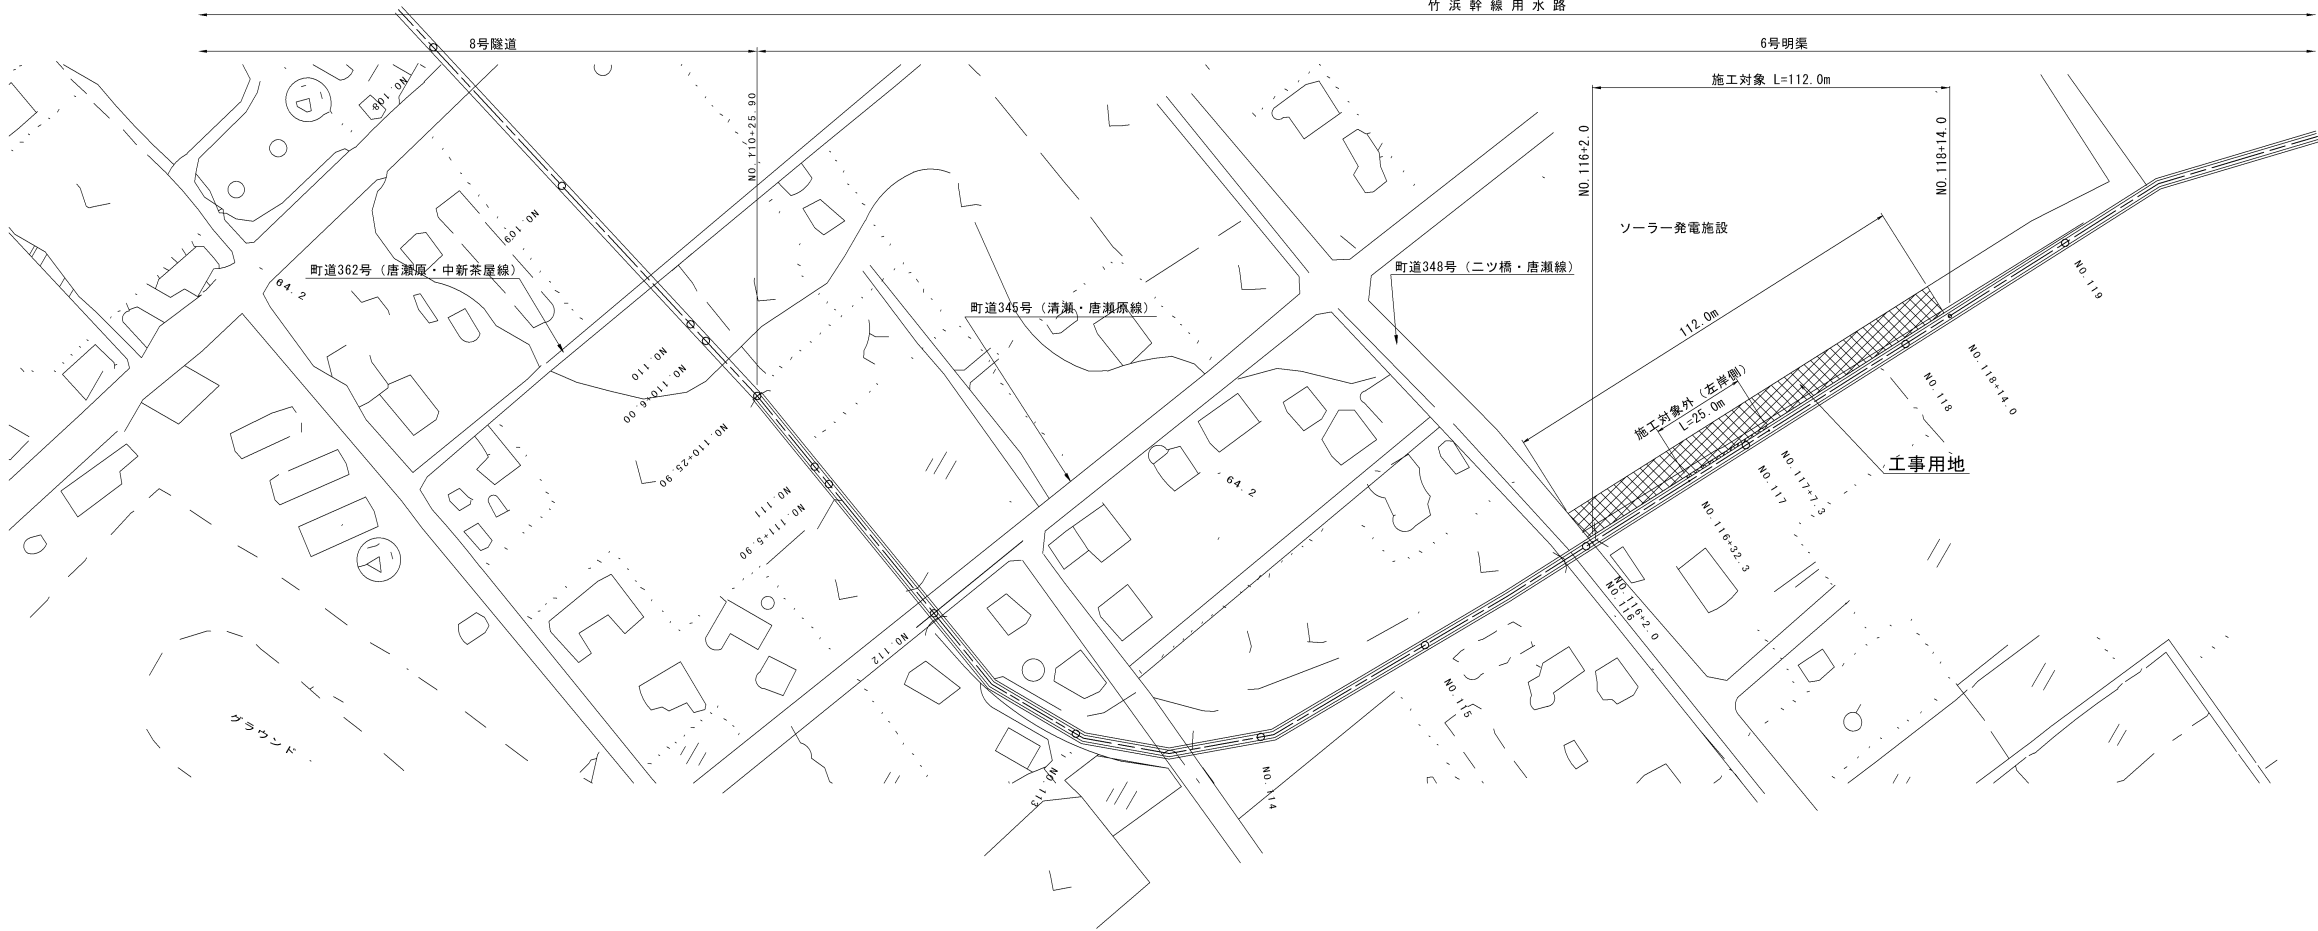 竹浜幹線用水路
8号隧道
6号明渠
施工対象 L=112.0m
NO.108
NO.110+25.90
NO.116+2.0
NO.118+14.0
NO.109
ソーラー発電施設
町道362号（唐瀬原・中新茶屋線）
町道348号（二ツ橋・唐瀬線）
64.2
NO.119
町道345号（清瀬・唐瀬原線）
112.0m
NO.110
NO.110+6.00
NO.118+14.0
NO.118
施工対象外（左岸側）
L=25.0m
NO.110+25.90
工事用地
NO.117+7.3
NO.117
64.2
NO.111
NO.111+5.90
NO.116+32.3
NO.116+2.0
NO.116
NO.112
NO.115
グラウンド
NO.113
NO.114